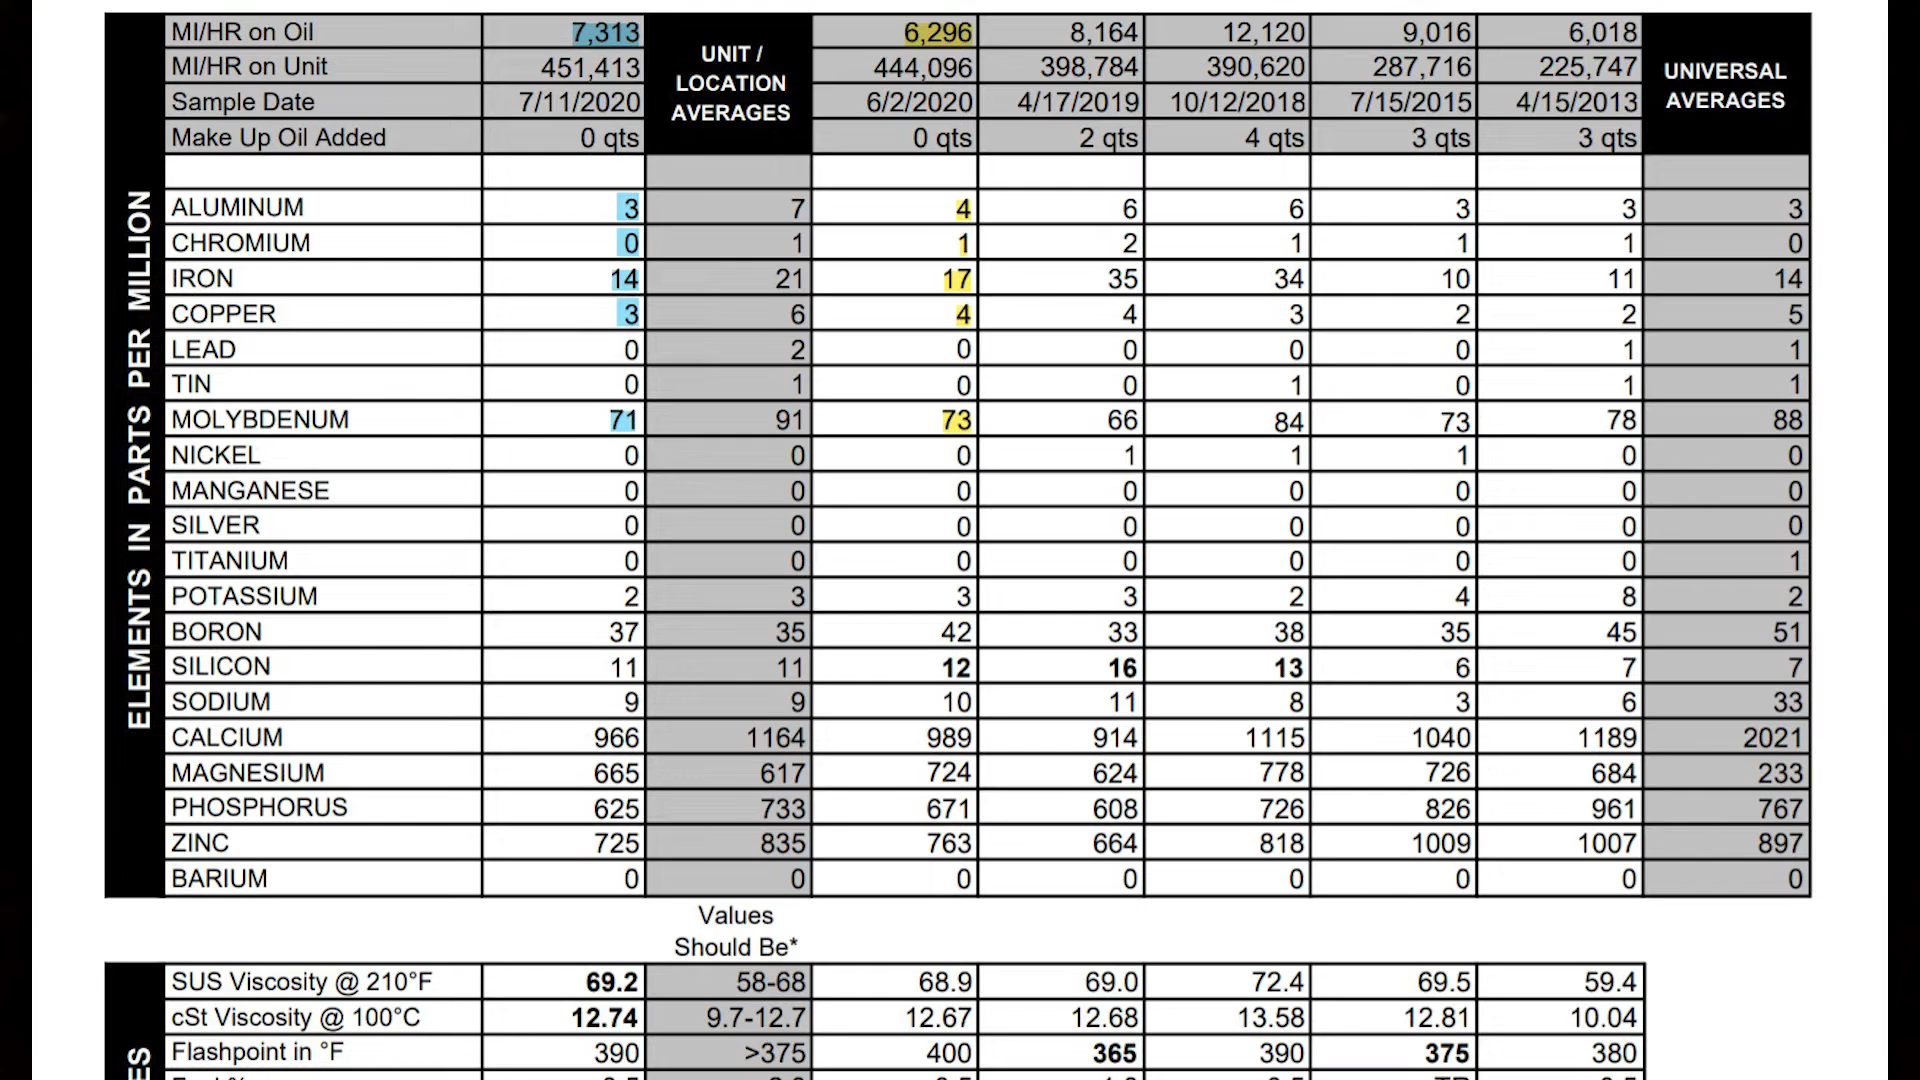 MI/HR on Oil 7,313 6,296 8,164 12,120 9,016 6,018
MI/HR on Unit 451,413 444,096 398,784 390,620 287,716 225,747
Sample Date 7/11/2020 6/2/2020 4/17/2019 10/12/2018 7/15/2015 4/15/2013
Make Up Oil Added 0 qts 0 qts 2 qts 4 qts 3 qts 3 qts
UNIT /
LOCATION
AVERAGES
UNIVERSAL
AVERAGES
ELEMENTS IN PARTS PER MILLION
ALUMINUM 3 7 4 6 6 3 3 3
CHROMIUM 0 1 1 2 1 1 1 0
IRON 14 21 17 35 34 10 11 14
COPPER 3 6 4 4 3 2 2 5
LEAD 0 2 0 0 0 0 1 1
TIN 0 1 0 0 1 0 1 1
MOLYBDENUM 71 91 73 66 84 73 78 88
NICKEL 0 0 0 1 1 1 0 0
MANGANESE 0 0 0 0 0 0 0 0
SILVER 0 0 0 0 0 0 0 0
TITANIUM 0 0 0 0 0 0 0 1
POTASSIUM 2 3 3 3 2 4 8 2
BORON 37 35 42 33 38 35 45 51
SILICON 11 11 12 16 13 6 7 7
SODIUM 9 9 10 11 8 3 6 33
CALCIUM 966 1164 989 914 1115 1040 1189 2021
MAGNESIUM 665 617 724 624 778 726 684 233
PHOSPHORUS 625 733 671 608 726 826 961 767
ZINC 725 835 763 664 818 1009 1007 897
BARIUM 0 0 0 0 0 0 0 0
Values
Should Be*
SUS Viscosity @ 210°F 69.2 58-68 68.9 69.0 72.4 69.5 59.4
cSt Viscosity @ 100°C 12.74 9.7-12.7 12.67 12.68 13.58 12.81 10.04
Flashpoint in °F 390 >375 400 365 390 375 380